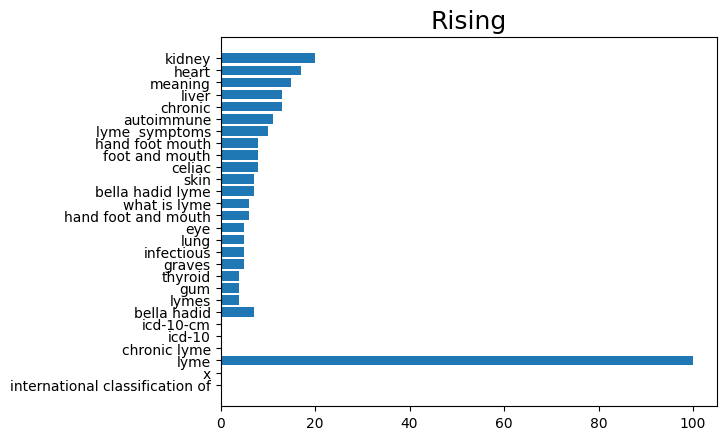 Rising
kidney
heart
meaning
liver
chronic
autoimmune
lyme  symptoms
hand foot mouth
foot and mouth
celiac
skin
bella hadid lyme
what is lyme
hand foot and mouth
eye
lung
infectious
graves
thyroid
gum
lymes
bella hadid
icd-10-cm
icd-10
chronic lyme
lyme
x
international classification of
0 20 40 60 80 100